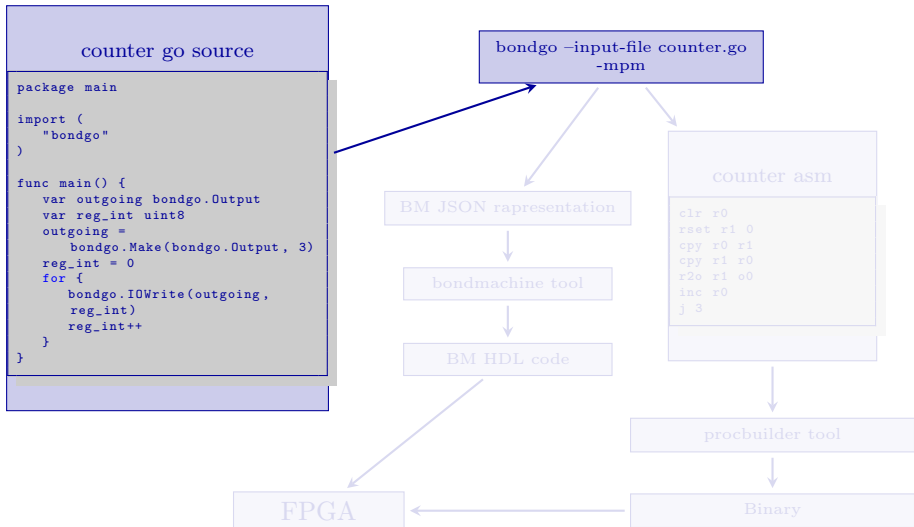 counter go source
package main
import (
"bondgo"
)
func main() {
var outgoing bondgo.Output
var reg_int uint8
outgoing =
bondgo.Make(bondgo.Output, 3)
reg_int = 0
for {
bondgo.IOWrite(outgoing,
reg_int)
reg_int++
}
}
bondgo –input-file counter.go
-mpm
BM JSON rapresentation
bondmachine tool
BM HDL code
counter asm
clr r0
rset r1 0
cpy r0 r1
cpy r1 r0
r2o r1 o0
inc r0
j 3
procbuilder tool
Binary
FPGA